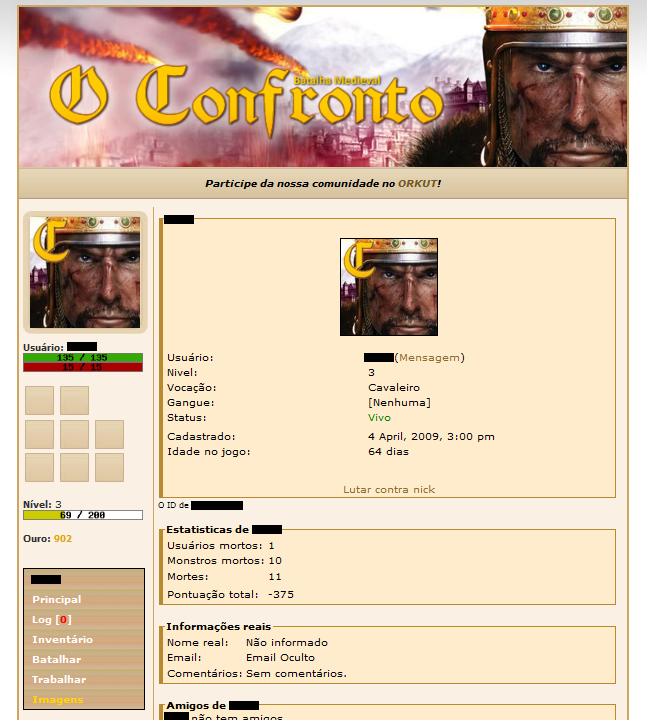 O Confronto
Batalha Medieval
Participe da nossa comunidade no ORKUT!
Usuário:
135 / 135
15 / 15
Nível: 3
69 / 200
Ouro: 902
Principal
Log [0]
Inventário
Batalhar
Trabalhar
Imagens
Usuário: (Mensagem)
Nivel: 3
Vocação: Cavaleiro
Gangue: [Nenhuma]
Status: Vivo
Cadastrado: 4 April, 2009, 3:00 pm
Idade no jogo: 64 dias
Lutar contra nick
O ID de
Estatisticas de
Usuários mortos: 1
Monstros mortos: 10
Mortes: 11
Pontuação total: -375
Informações reais
Nome real: Não informado
Email: Email Oculto
Comentários: Sem comentários.
Amigos de
não tem amigos.